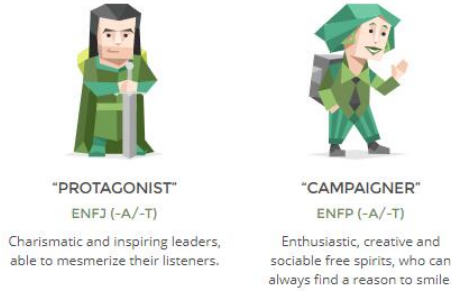 "PROTAGONIST"
ENFJ (-A/-T)
Charismatic and inspiring leaders,
able to mesmerize their listeners.
"CAMPAIGNER"
ENFP (-A/-T)
Enthusiastic, creative and
sociable free spirits, who can
always find a reason to smile